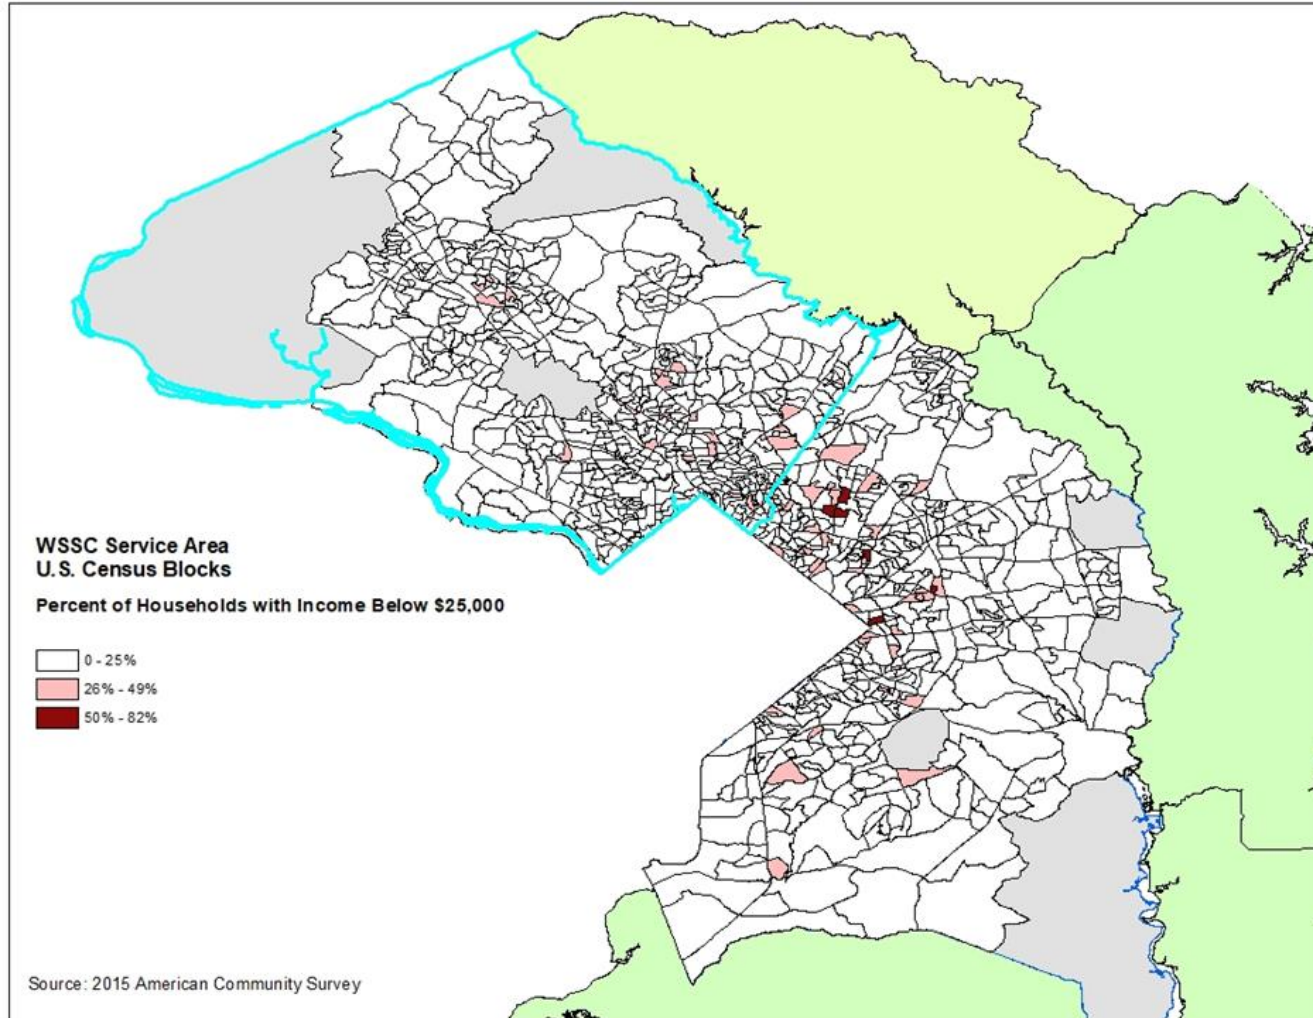 WSSC Service Area
U.S. Census Blocks
Percent of Households with Income Below $25,000
0 - 25%
26% - 49%
50% - 82%
Source: 2015 American Community Survey